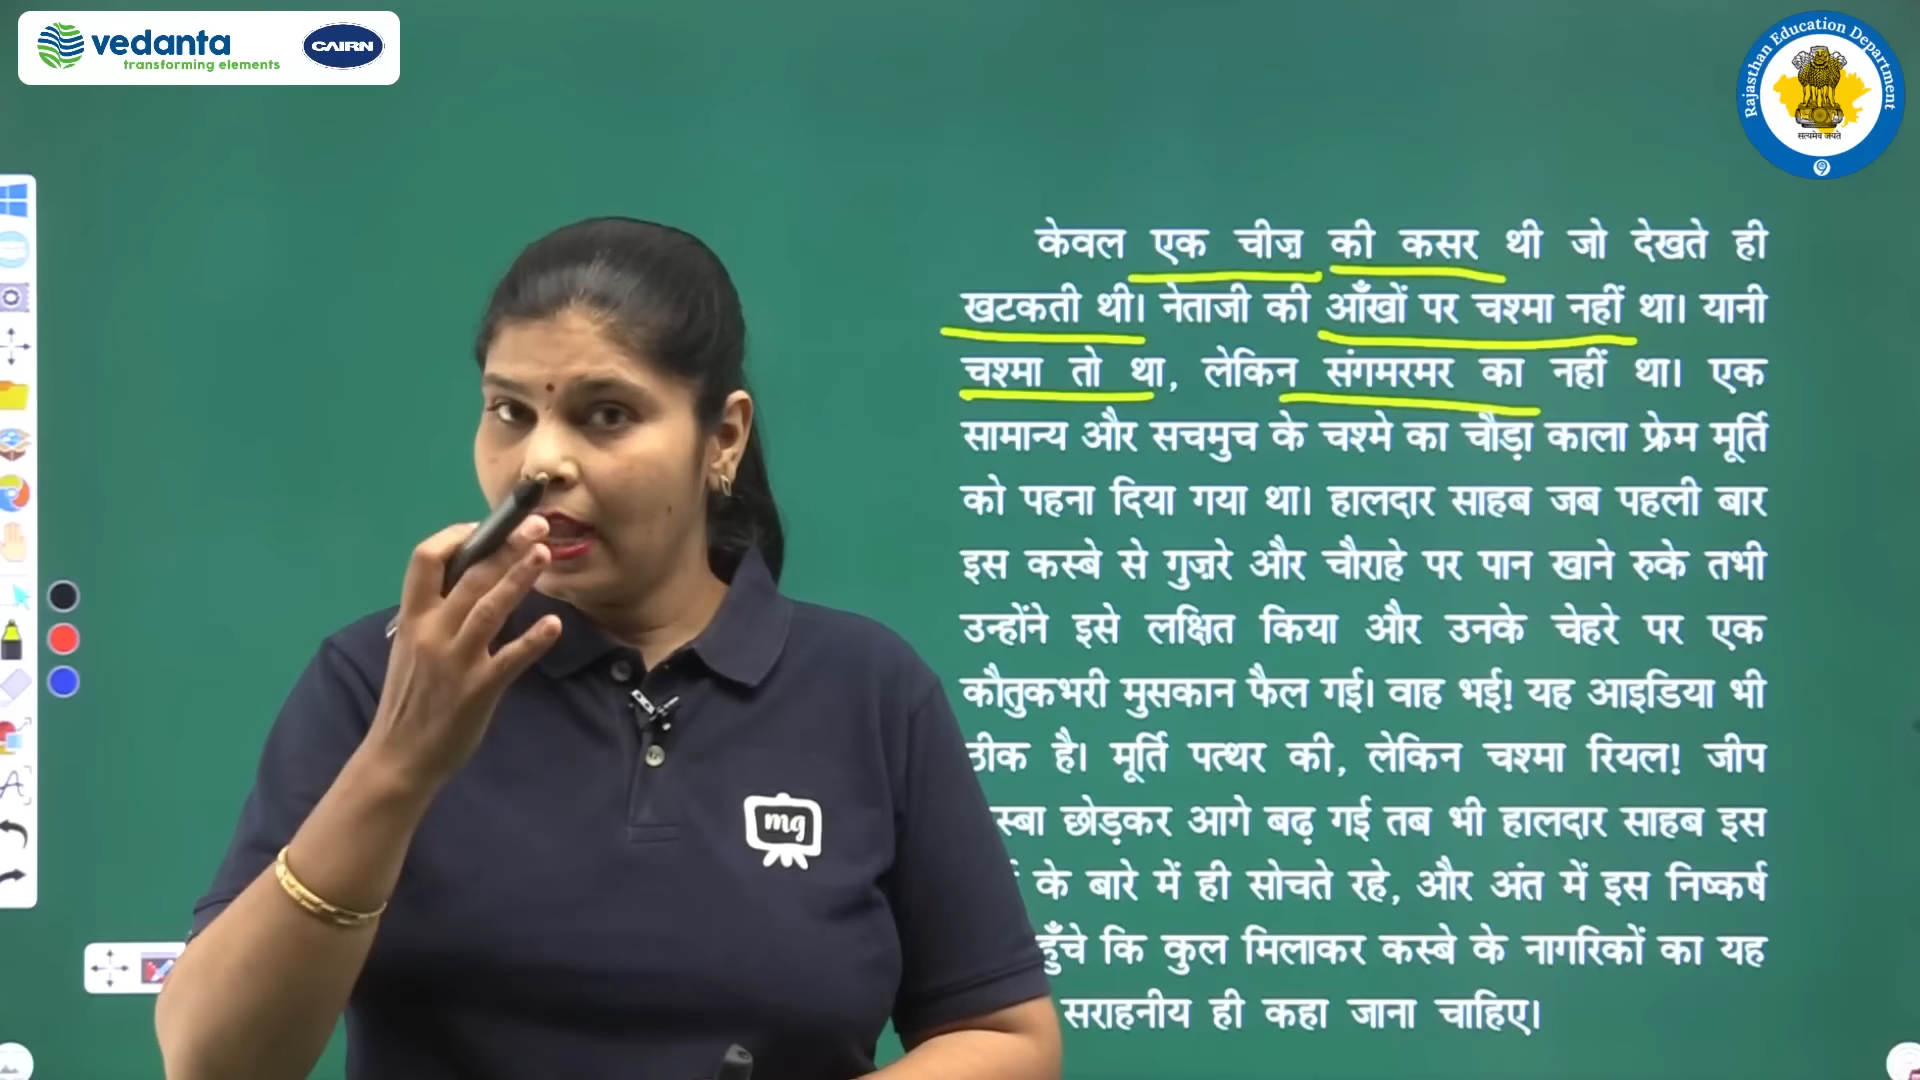 vedanta
transforming elements
CAIRN
Rajasthan Education Department
सत्यमेव जयते
केवल एक चीज़ की कसर थी जो देखते ही
खटकती थी। नेताजी की आँखों पर चश्मा नहीं था। यानी
चश्मा तो था, लेकिन संगमरमर का नहीं था। एक
सामान्य और सचमुच के चश्मे का चौड़ा काला फ्रेम मूर्ति
को पहना दिया गया था। हालदार साहब जब पहली बार
इस कस्बे से गुज़रे और चौराहे पर पान खाने रुके तभी
उन्होंने इसे लक्षित किया और उनके चेहरे पर एक
कौतुकभरी मुसकान फैल गई। वाह भई! यह आइडिया भी
ठीक है। मूर्ति पत्थर की, लेकिन चश्मा रियल! जीप
स्बा छोड़कर आगे बढ़ गई तब भी हालदार साहब इस
के बारे में ही सोचते रहे, और अंत में इस निष्कर्ष
हुँचे कि कुल मिलाकर कस्बे के नागरिकों का यह
सराहनीय ही कहा जाना चाहिए।
mg